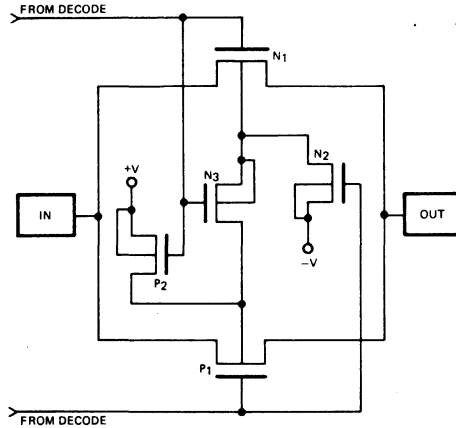 FROM DECODE
N1
+V
N3
N2
IN
OUT
-V
P2
P1
FROM DECODE